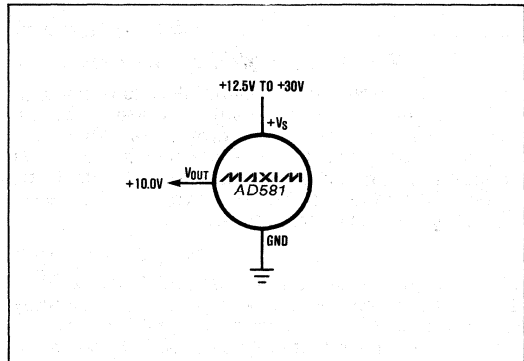 +12.5V TO +30V
+VS
VOUT
+10.0V
MAXIM
AD581
GND